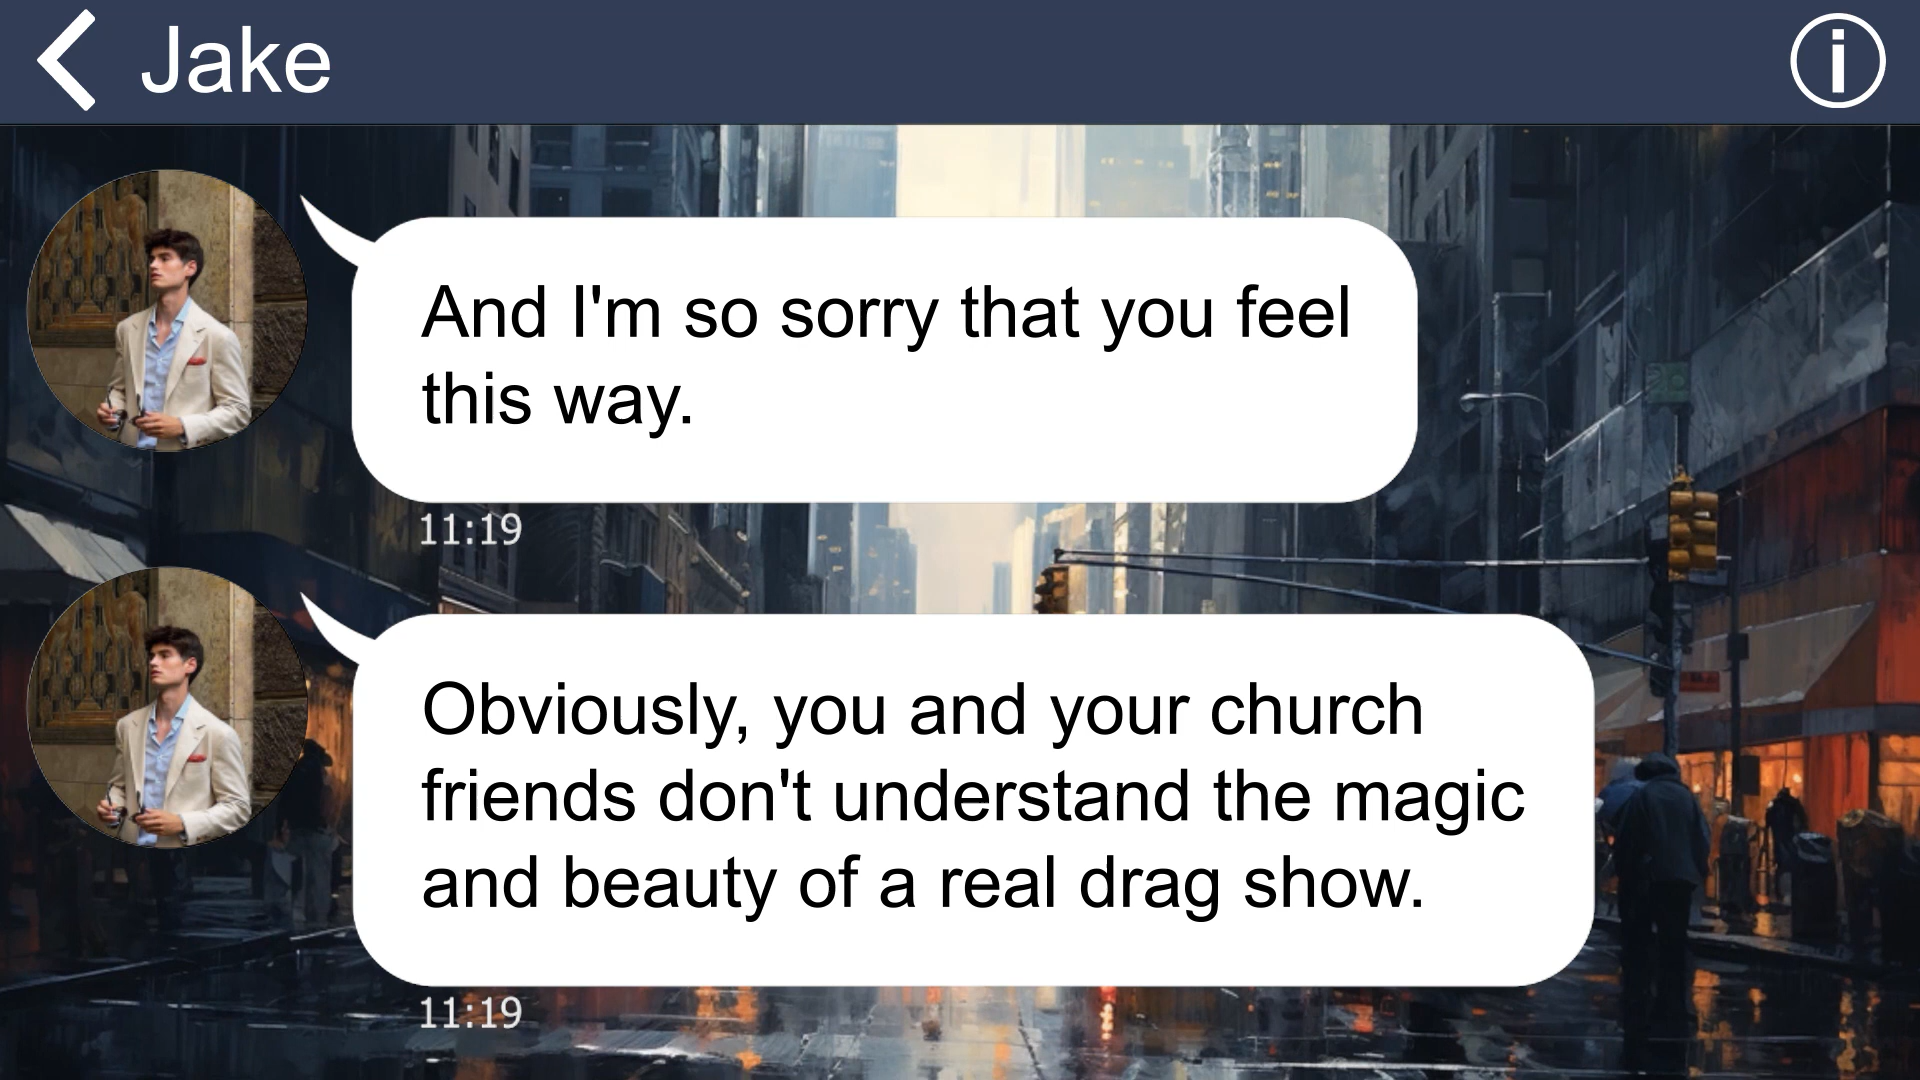 Jake
And I'm so sorry that you feel
this way.
11:19
Obviously, you and your church
friends don't understand the magic
and beauty of a real drag show.
11:19